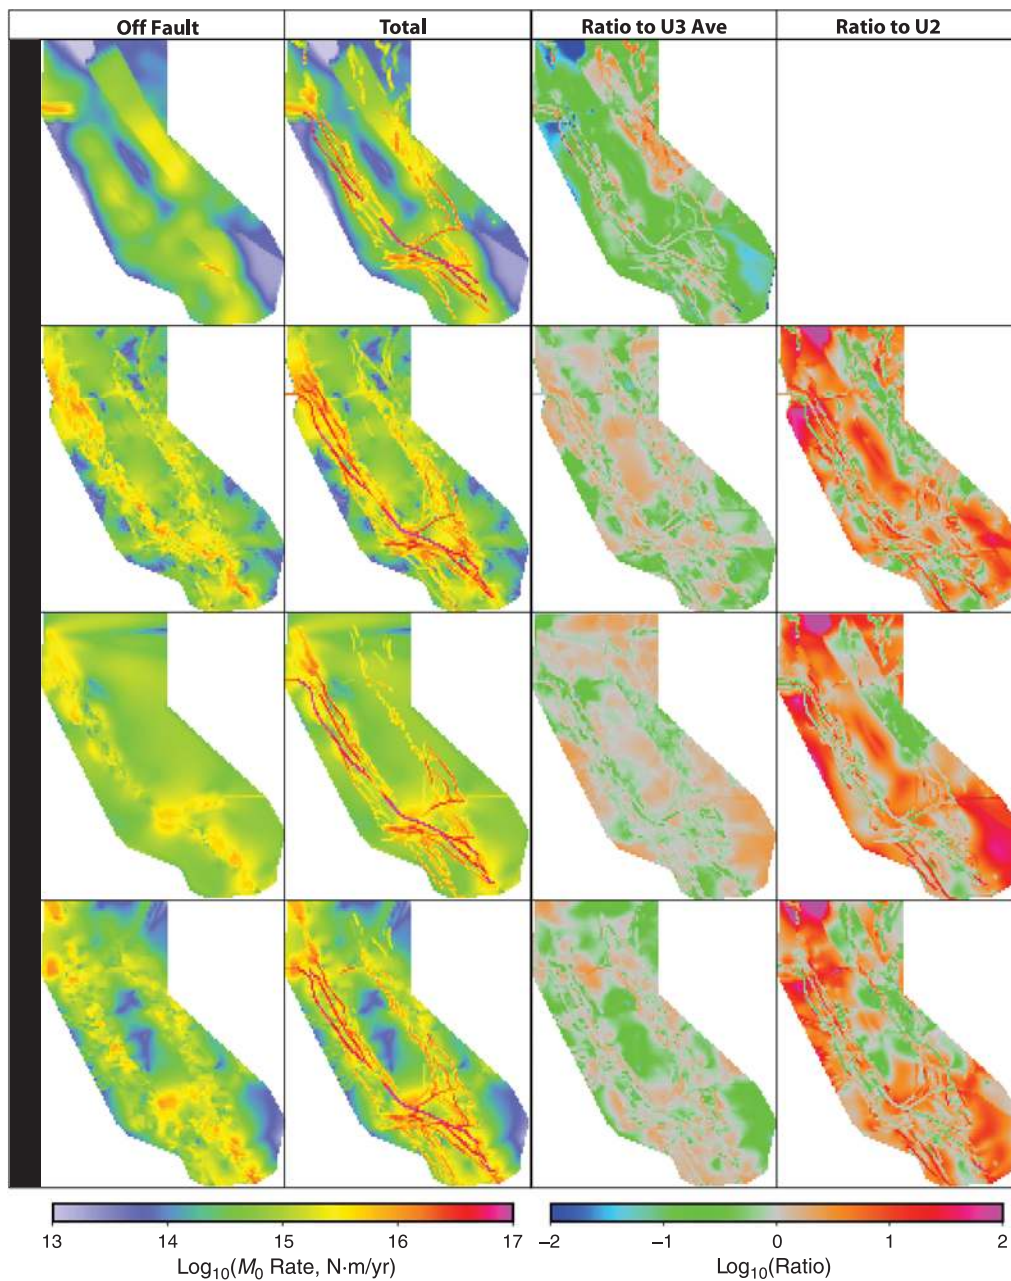 Off Fault Total Ratio to U3 Ave Ratio to U2
13 14 15 16 17 −2 −1 0 1 2
Log₁₀(M₀ Rate, N·m/yr) Log₁₀(Ratio)